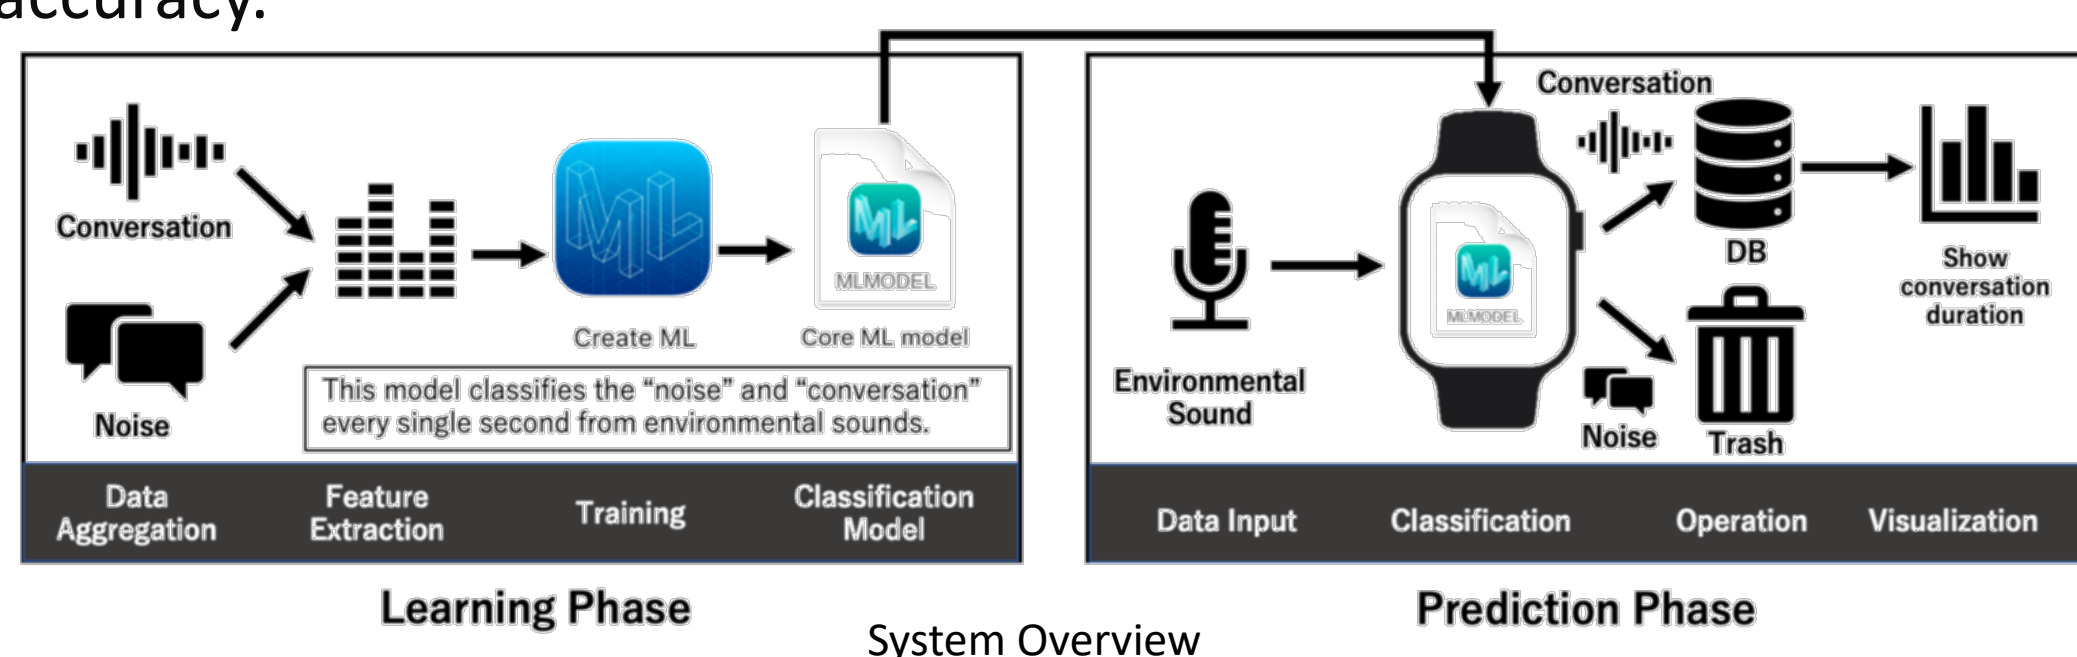 accuracy.
Conversation
Noise
Create ML
MLMODEL
Core ML model
This model classifies the “noise” and “conversation”
every single second from environmental sounds.
Data
Aggregation
Feature
Extraction
Training
Classification
Model
Learning Phase
Environmental
Sound
MLMODEL
Conversation
DB
Noise
Trash
Show
conversation
duration
Data Input
Classification
Operation
Visualization
Prediction Phase
System Overview